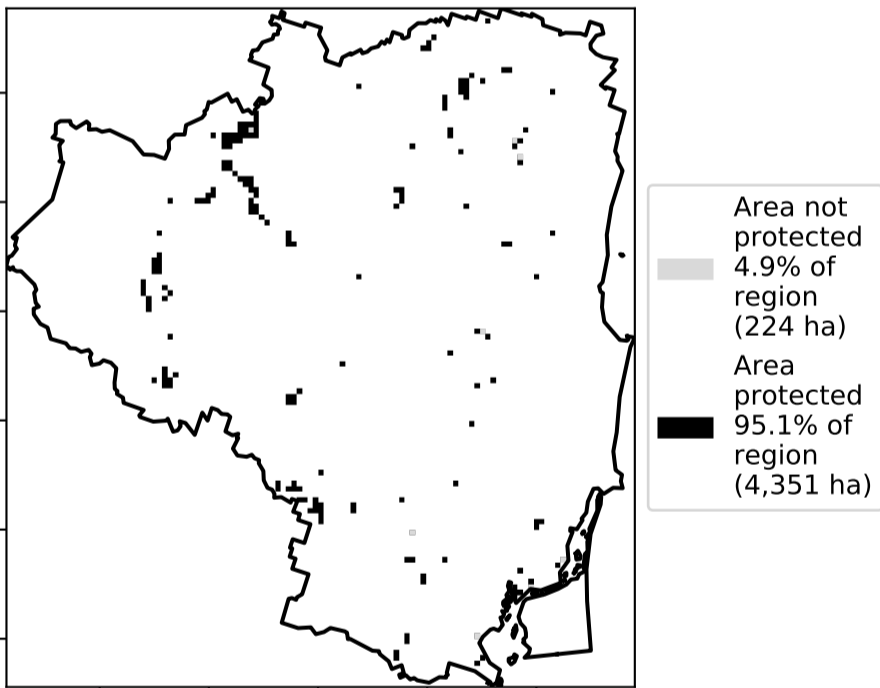 Area not
protected
4.9% of
region
(224 ha)
Area
protected
95.1% of
region
(4,351 ha)